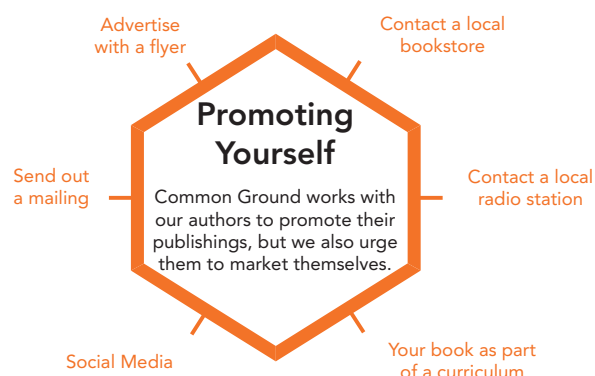 Advertise
with a flyer
Contact a local
bookstore
Promoting
Yourself
Common Ground works with
our authors to promote their
publishings, but we also urge
them to market themselves.
Send out
a mailing
Contact a local
radio station
Social Media
Your book as part
of a curriculum